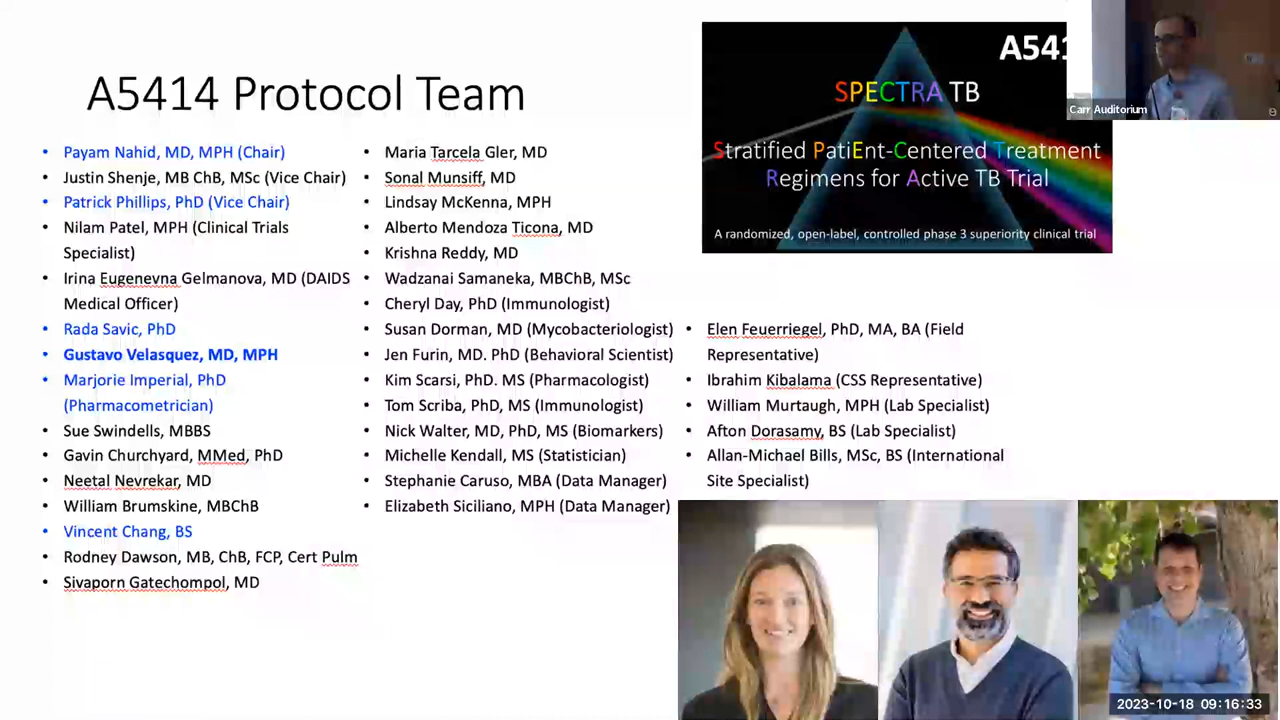 A5414 Protocol Team
Payam Nahid, MD, MPH (Chair)
Justin Shenje, MB ChB, MSc (Vice Chair)
Patrick Phillips, PhD (Vice Chair)
Nilam Patel, MPH (Clinical Trials
Specialist)
Irina Eugenevna Gelmanova, MD (DAIDS
Medical Officer)
Rada Savic, PhD
Gustavo Velasquez, MD, MPH
Marjorie Imperial, PhD
(Pharmacometrician)
Sue Swindells, MBBS
Gavin Churchyard, MMed, PhD
Neetal Nevrekar, MD
William Brumskine, MBChB
Vincent Chang, BS
Rodney Dawson, MB, ChB, FCP, Cert Pulm
Sivaporn Gatechompol, MD
Maria Tarcela Gler, MD
Sonal Munsiff, MD
Lindsay McKenna, MPH
Alberto Mendoza Ticona, MD
Krishna Reddy, MD
Wadzanai Samaneka, MBChB, MSc
Cheryl Day, PhD (Immunologist)
Susan Dorman, MD (Mycobacteriologist)
Jen Furin, MD. PhD (Behavioral Scientist)
Kim Scarsi, PhD. MS (Pharmacologist)
Tom Scriba, PhD, MS (Immunologist)
Nick Walter, MD, PhD, MS (Biomarkers)
Michelle Kendall, MS (Statistician)
Stephanie Caruso, MBA (Data Manager)
Elizabeth Siciliano, MPH (Data Manager)
Elen Feuerriegel, PhD, MA, BA (Field
Representative)
Ibrahim Kibalama (CSS Representative)
William Murtaugh, MPH (Lab Specialist)
Afton Dorasamy, BS (Lab Specialist)
Allan-Michael Bills, MSc, BS (International
Site Specialist)
A541
SPECTRA TB
Stratified PatiEnt-Centered Treatment
Regimens for Active TB Trial
A randomized, open-label, controlled phase 3 superiority clinical trial
Carr Auditorium
2023-10-18 09:16:33